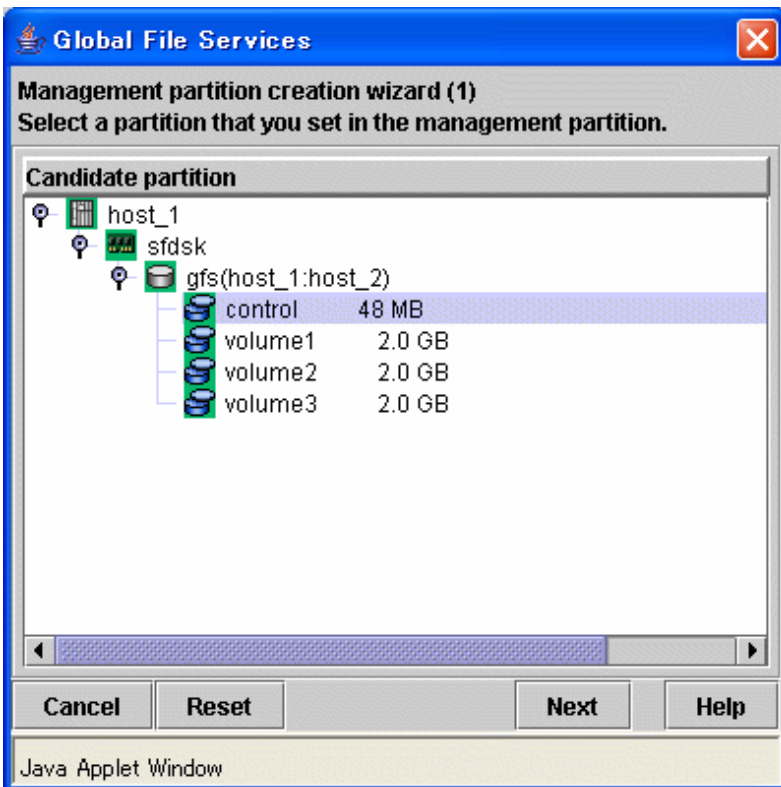 Global File Services
Management partition creation wizard (1)
Select a partition that you set in the management partition.
Candidate partition
host_1
sfdsk
gfs(host_1:host_2)
control 48 MB
volume1 2.0 GB
volume2 2.0 GB
volume3 2.0 GB
Cancel Reset Next Help
Java Applet Window